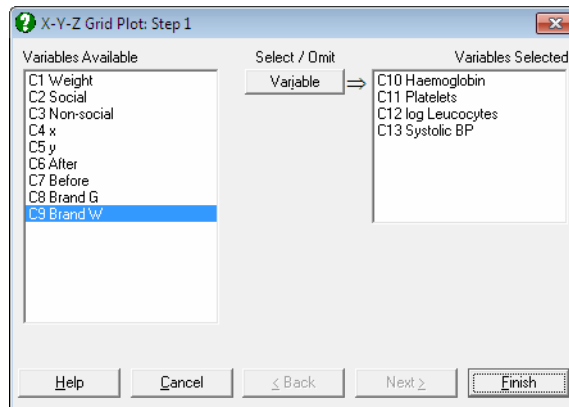 X-Y-Z Grid Plot: Step 1
Variables Available
Select / Omit
Variables Selected
Variable
C1 Weight
C2 Social
C3 Non-social
C4 x
C5 y
C6 After
C7 Before
C8 Brand G
C9 Brand W
C10 Haemoglobin
C11 Platelets
C12 log Leucocytes
C13 Systolic BP
Help
Cancel
< Back
Next >
Finish